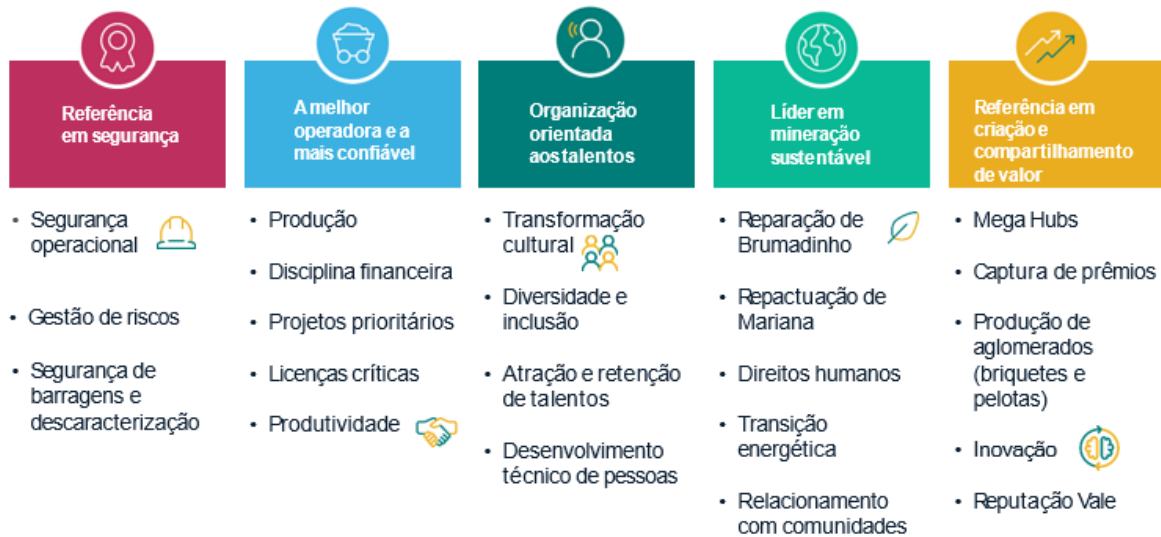 Referência
em segurança
• Segurança
operacional
• Gestão de riscos
• Segurança de
barragens e
descaracterização
A melhor
operadora e a
mais confiável
• Produção
• Disciplina financeira
• Projetos prioritários
• Licenças críticas
• Produtividade
Organização
orientada
aos talentos
• Transformação
cultural
• Diversidade e
inclusão
• Atração e retenção
de talentos
• Desenvolvimento
técnico de pessoas
Líder em
mineração
sustentável
• Reparação de
Brumadinho
• Repactuação de
Mariana
• Direitos humanos
• Transição
energética
• Relacionamento
com comunidades
Referência em
criação e
compartilhamento
de valor
• Mega Hubs
• Captura de prêmios
• Produção de
aglomerados
(briquetes e
pelotas)
• Inovação
• Reputação Vale